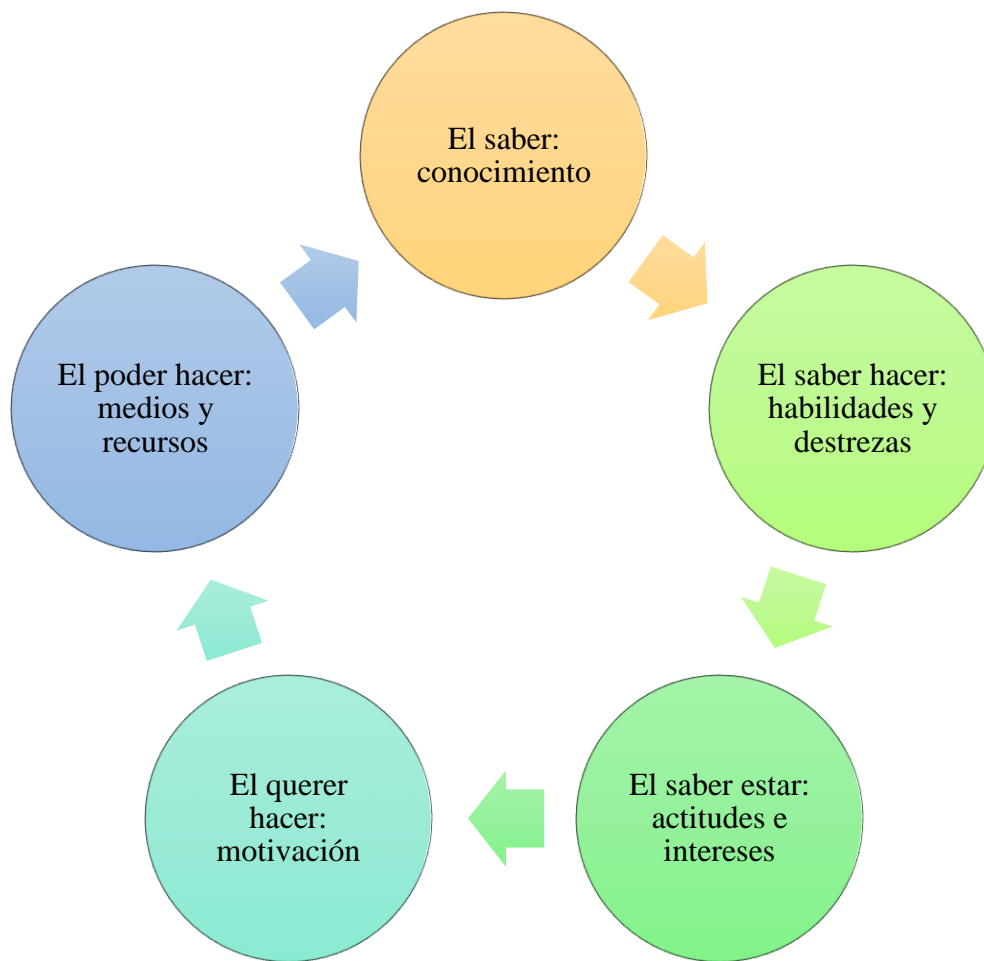 El saber:
conocimiento
El saber hacer:
habilidades y
destrezas
El saber estar:
actitudes e
intereses
El querer
hacer:
motivación
El poder hacer:
medios y
recursos